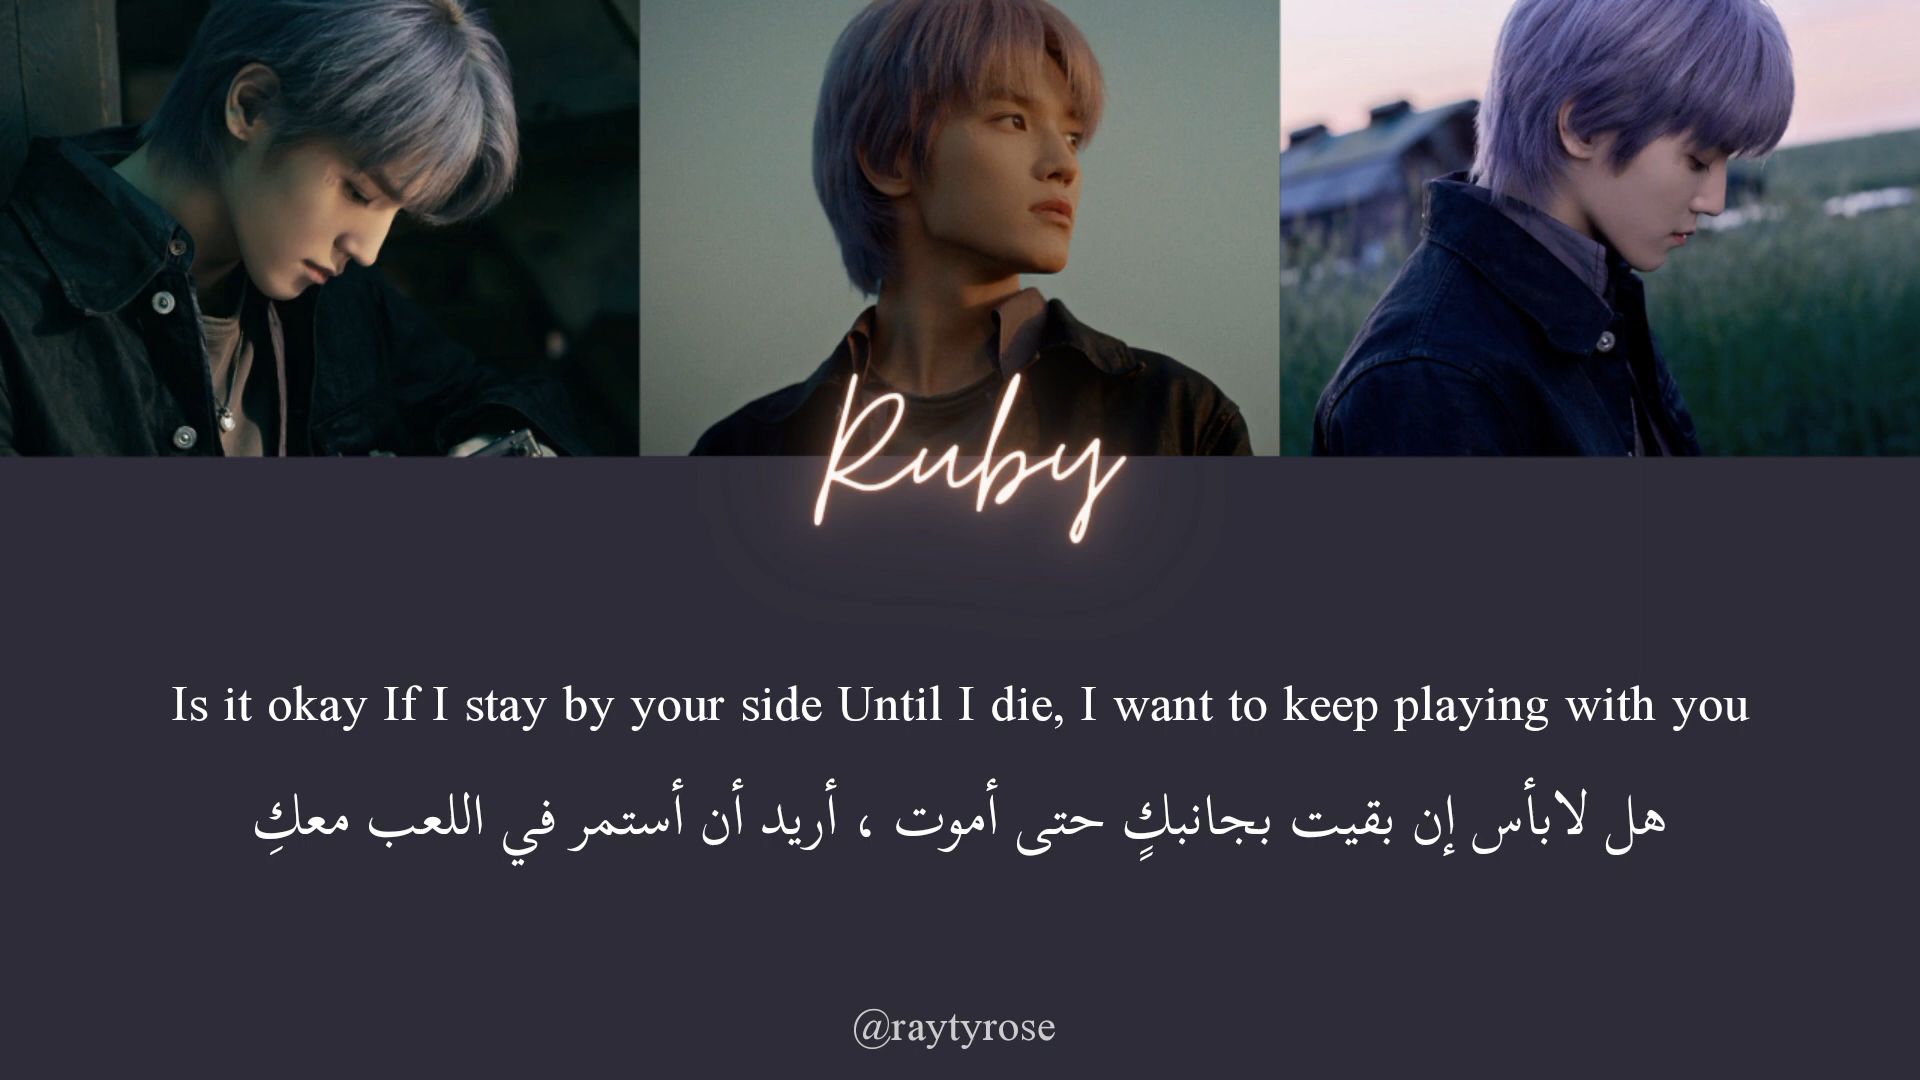 Ruby
Is it okay If I stay by your side Until I die, I want to keep playing with you
هل لابأس إن بقيت بجانبكٍ حتى أموت ، أريد أن أستمر في اللعب معكِ
@raytyrose